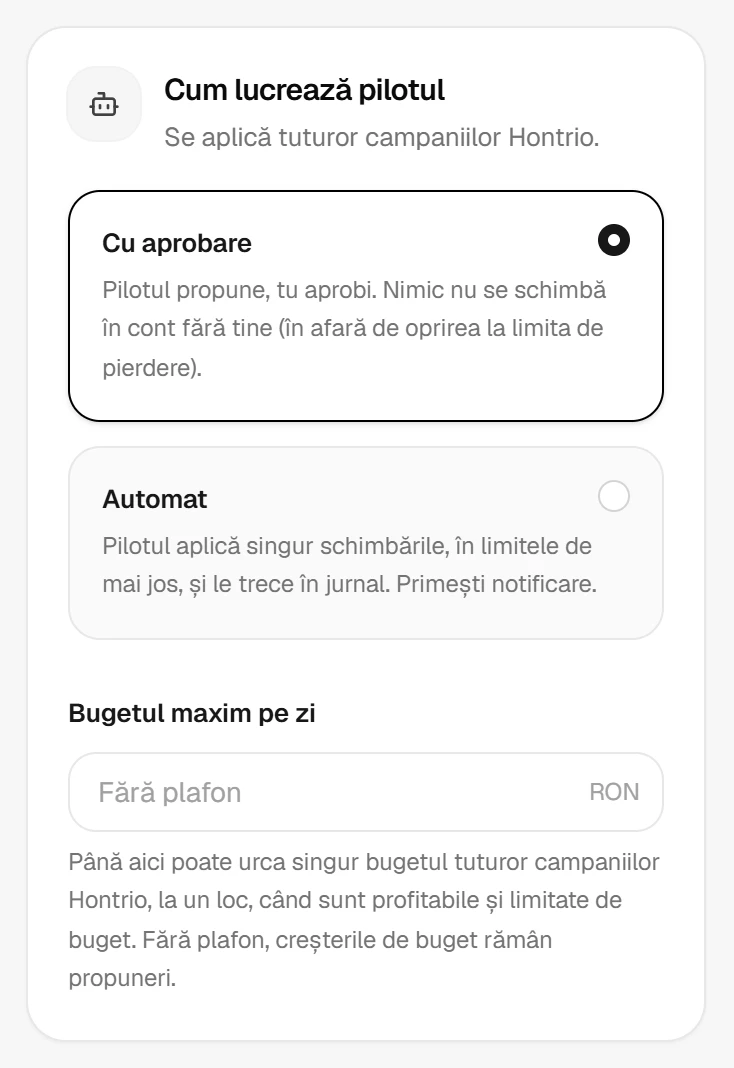 Cum lucrează pilotul
Se aplică tuturor campaniilor Hontrio.
Cu aprobare
Pilotul propune, tu aprobi. Nimic nu se schimbă
în cont fără tine (în afară de oprirea la limita de
pierdere).
Automat
Pilotul aplică singur schimbările, în limitele de
mai jos, și le trece în jurnal. Primești notificare.
Bugetul maxim pe zi
Fără plafon
RON
Până aici poate urca singur bugetul tuturor campaniilor
Hontrio, la un loc, când sunt profitabile și limitate de
buget. Fără plafon, creșterile de buget rămân
propuneri.